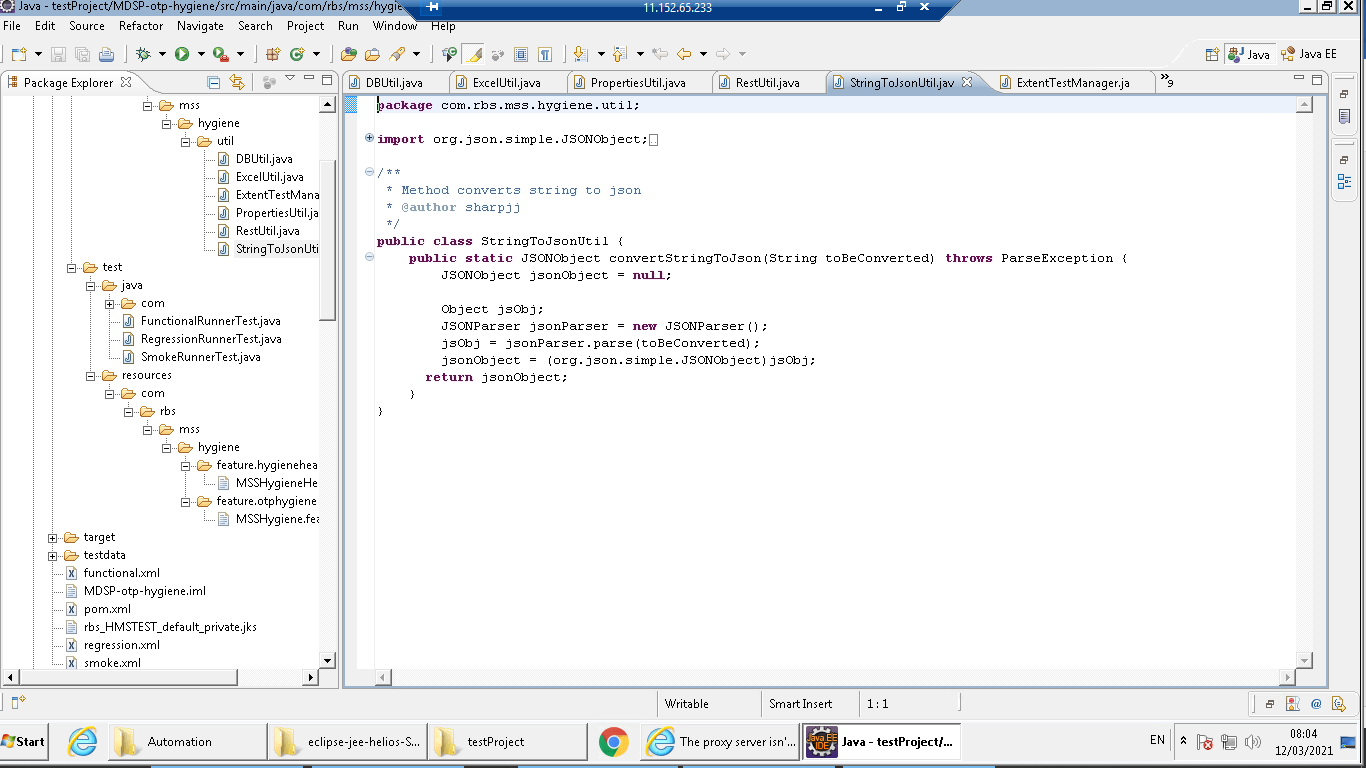 Java - testProject/MDSP-otp-hygiene/src/main/java/com/rbs/mss/hygie
11.152.65.233
File Edit Source Refactor Navigate Search Project Run Window Help
Java
Java EE
Package Explorer
DBUtil.java
ExcelUtil.java
PropertiesUtil.java
RestUtil.java
StringToJsonUtil.jav
ExtentTestManager.ja
»9
mss
hygiene
util
DBUtil.java
ExcelUtil.java
ExtentTestMana
PropertiesUtil.ja
RestUtil.java
StringToJsonUti
test
java
com
FunctionalRunnerTest.java
RegressionRunnerTest.java
SmokeRunnerTest.java
resources
com
rbs
mss
hygiene
feature.hygienehea
MSSHygieneHe
feature.otphygiene
MSSHygiene.fea
target
testdata
functional.xml
MDSP-otp-hygiene.iml
pom.xml
rbs_HMSTEST_default_private.jks
regression.xml
smoke.xml
package com.rbs.mss.hygiene.util;
import org.json.simple.JSONObject;
/**
* Method converts string to json
* @author sharpjj
*/
public class StringToJsonUtil {
public static JSONObject convertStringToJson(String toBeConverted) throws ParseException {
JSONObject jsonObject = null;
Object jsObj;
JSONParser jsonParser = new JSONParser();
jsObj = jsonParser.parse(toBeConverted);
jsonObject = (org.json.simple.JSONObject)jsObj;
return jsonObject;
}
}
Writable
Smart Insert
1 : 1
Start
Automation
eclipse-jee-helios-S...
testProject
The proxy server isn'...
Java - testProject/...
EN
08:04
12/03/2021